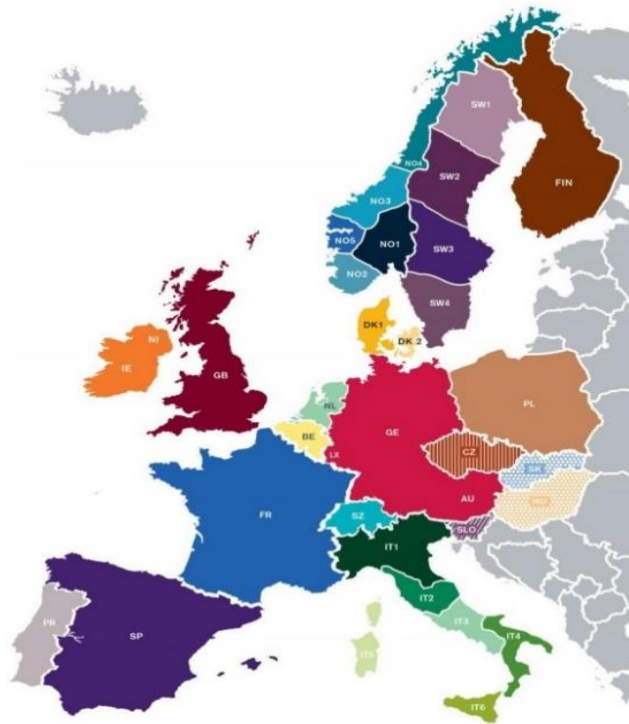 SW1
NO4
SW2
FIN
NO3
NO5
NO1
SW3
NO2
SW4
DK1
DK 2
NI
IE
GB
NL
PL
BE
GE
CZ
LX
SK
AU
FR
SZ
SLO
IT1
IT2
IT3
IT4
PR
SP
IT5
IT6